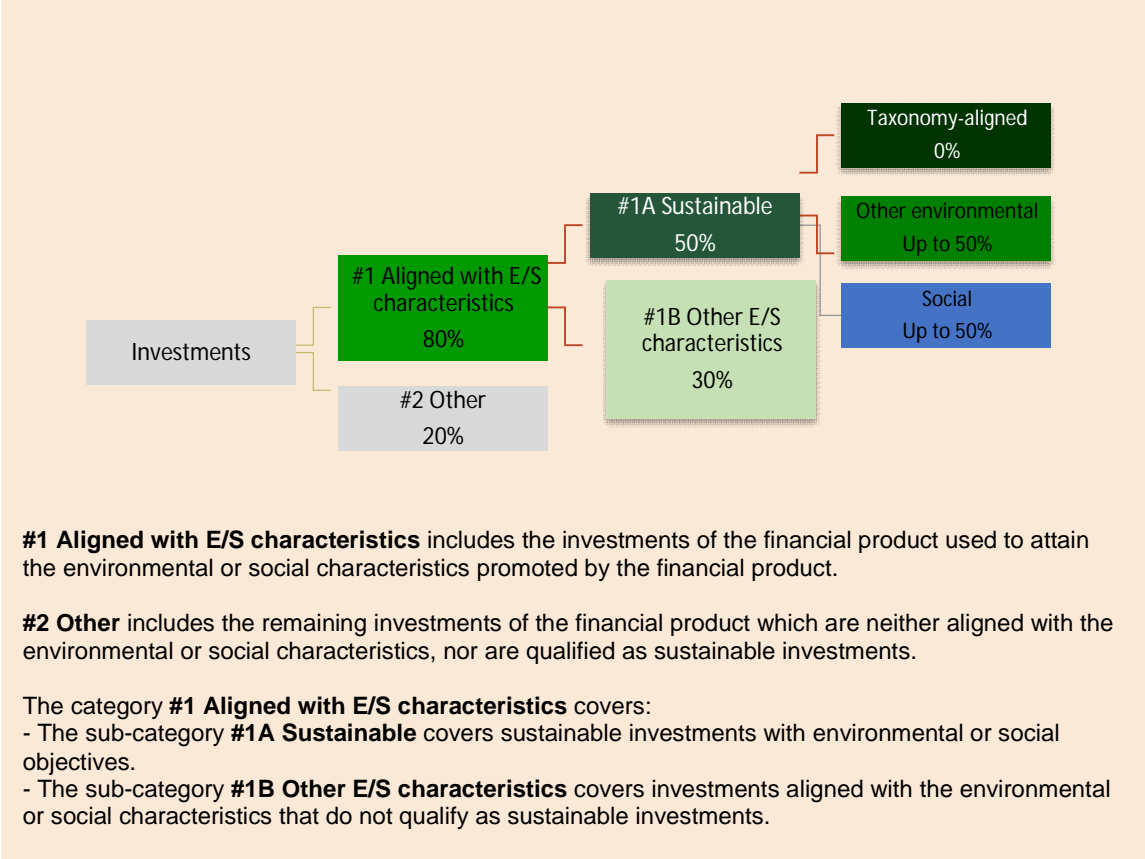 Taxonomy-aligned
0%
#1A Sustainable
50%
Other environmental
Up to 50%
#1 Aligned with E/S
characteristics
80%
#1B Other E/S
characteristics
30%
Social
Up to 50%
Investments
#2 Other
20%
#1 Aligned with E/S characteristics includes the investments of the financial product used to attain
the environmental or social characteristics promoted by the financial product.
#2 Other includes the remaining investments of the financial product which are neither aligned with the
environmental or social characteristics, nor are qualified as sustainable investments.
The category #1 Aligned with E/S characteristics covers:
- The sub-category #1A Sustainable covers sustainable investments with environmental or social
objectives.
- The sub-category #1B Other E/S characteristics covers investments aligned with the environmental
or social characteristics that do not qualify as sustainable investments.